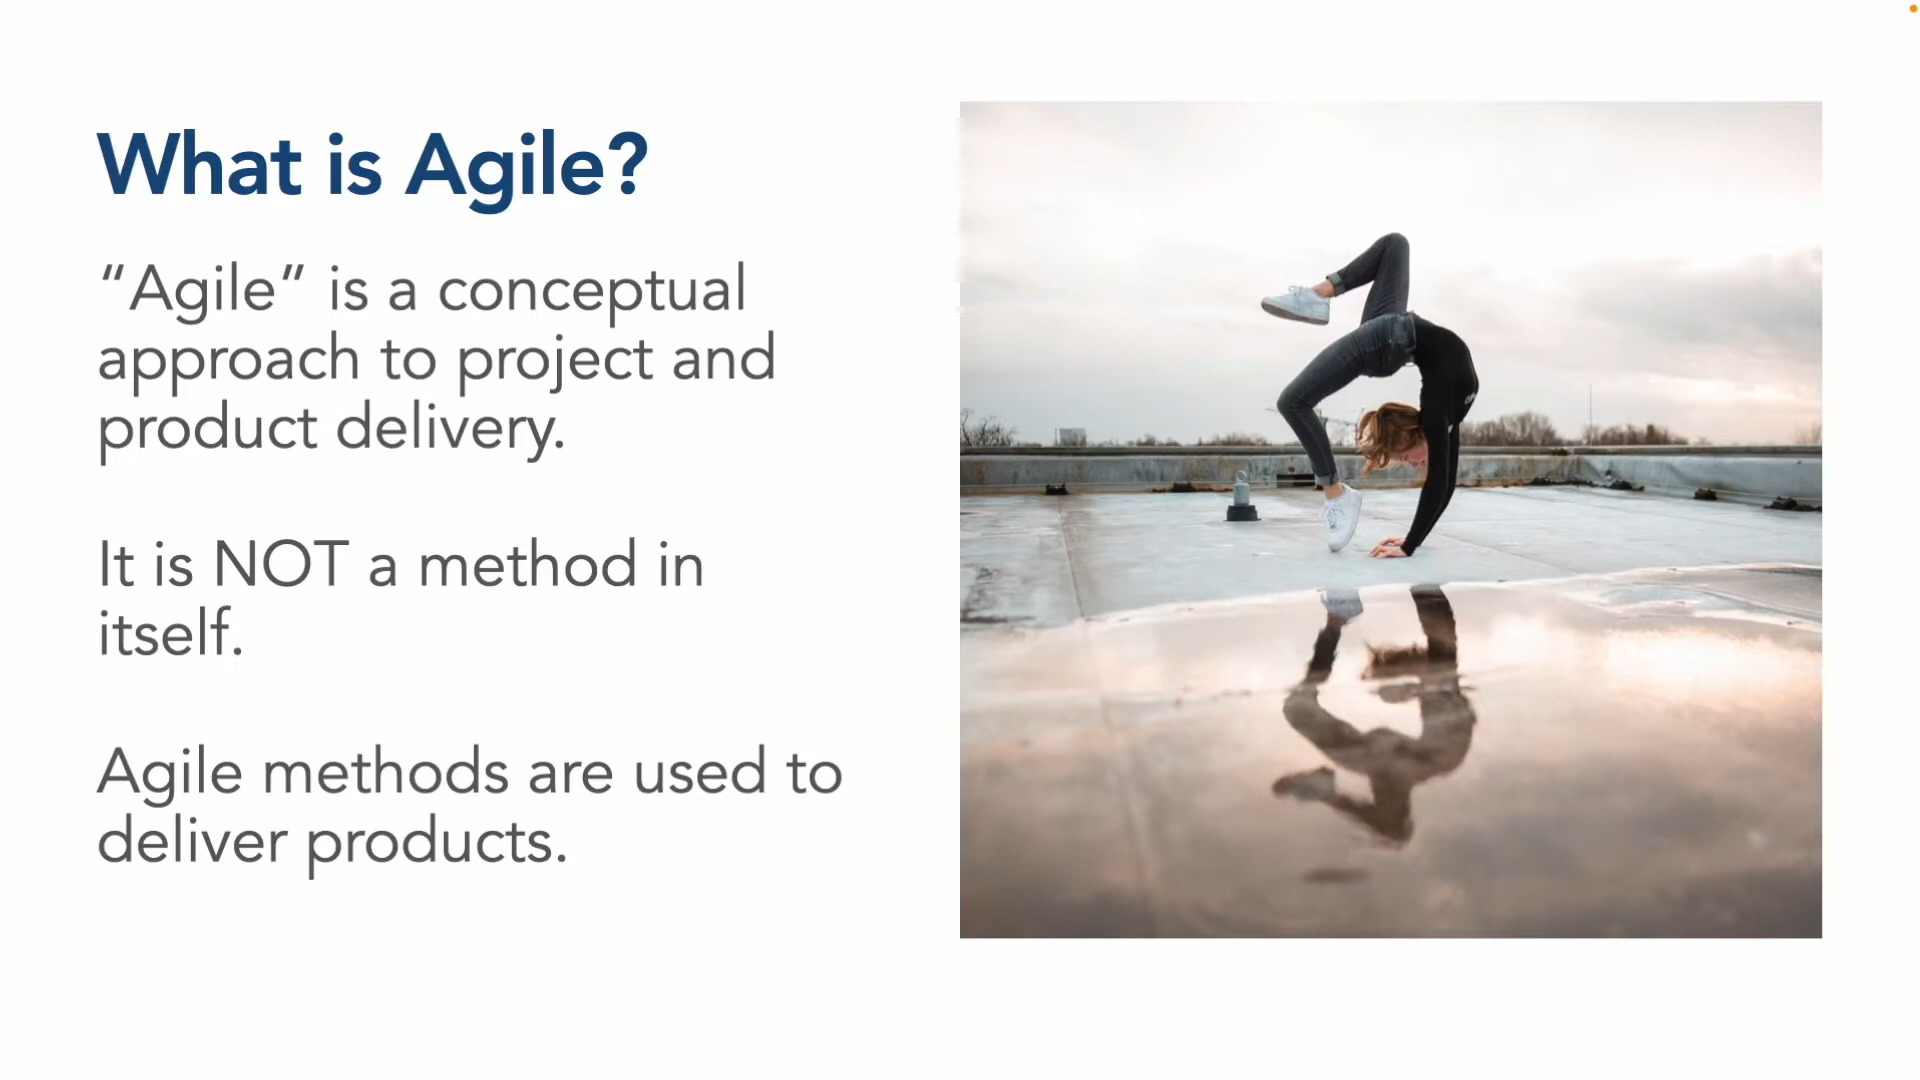 What is Agile?
“Agile” is a conceptual
approach to project and
product delivery.
It is NOT a method in
itself.
Agile methods are used to
deliver products.